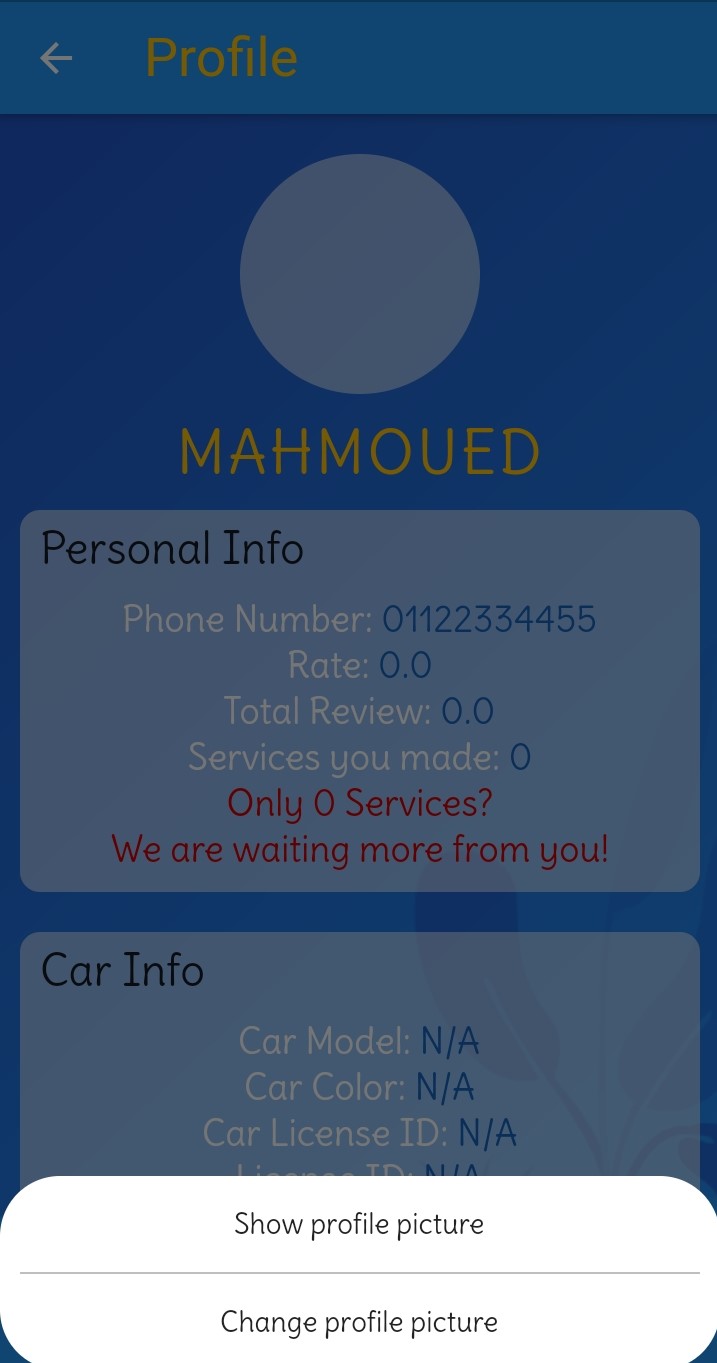 Profile
MAHMOUED
Personal Info
Phone Number: 01122334455
Rate: 0.0
Total Review: 0.0
Services you made: 0
Only 0 Services?
We are waiting more from you!
Car Info
Car Model: N/A
Car Color: N/A
Car License ID: N/A
License ID: N/A
Show profile picture
Change profile picture